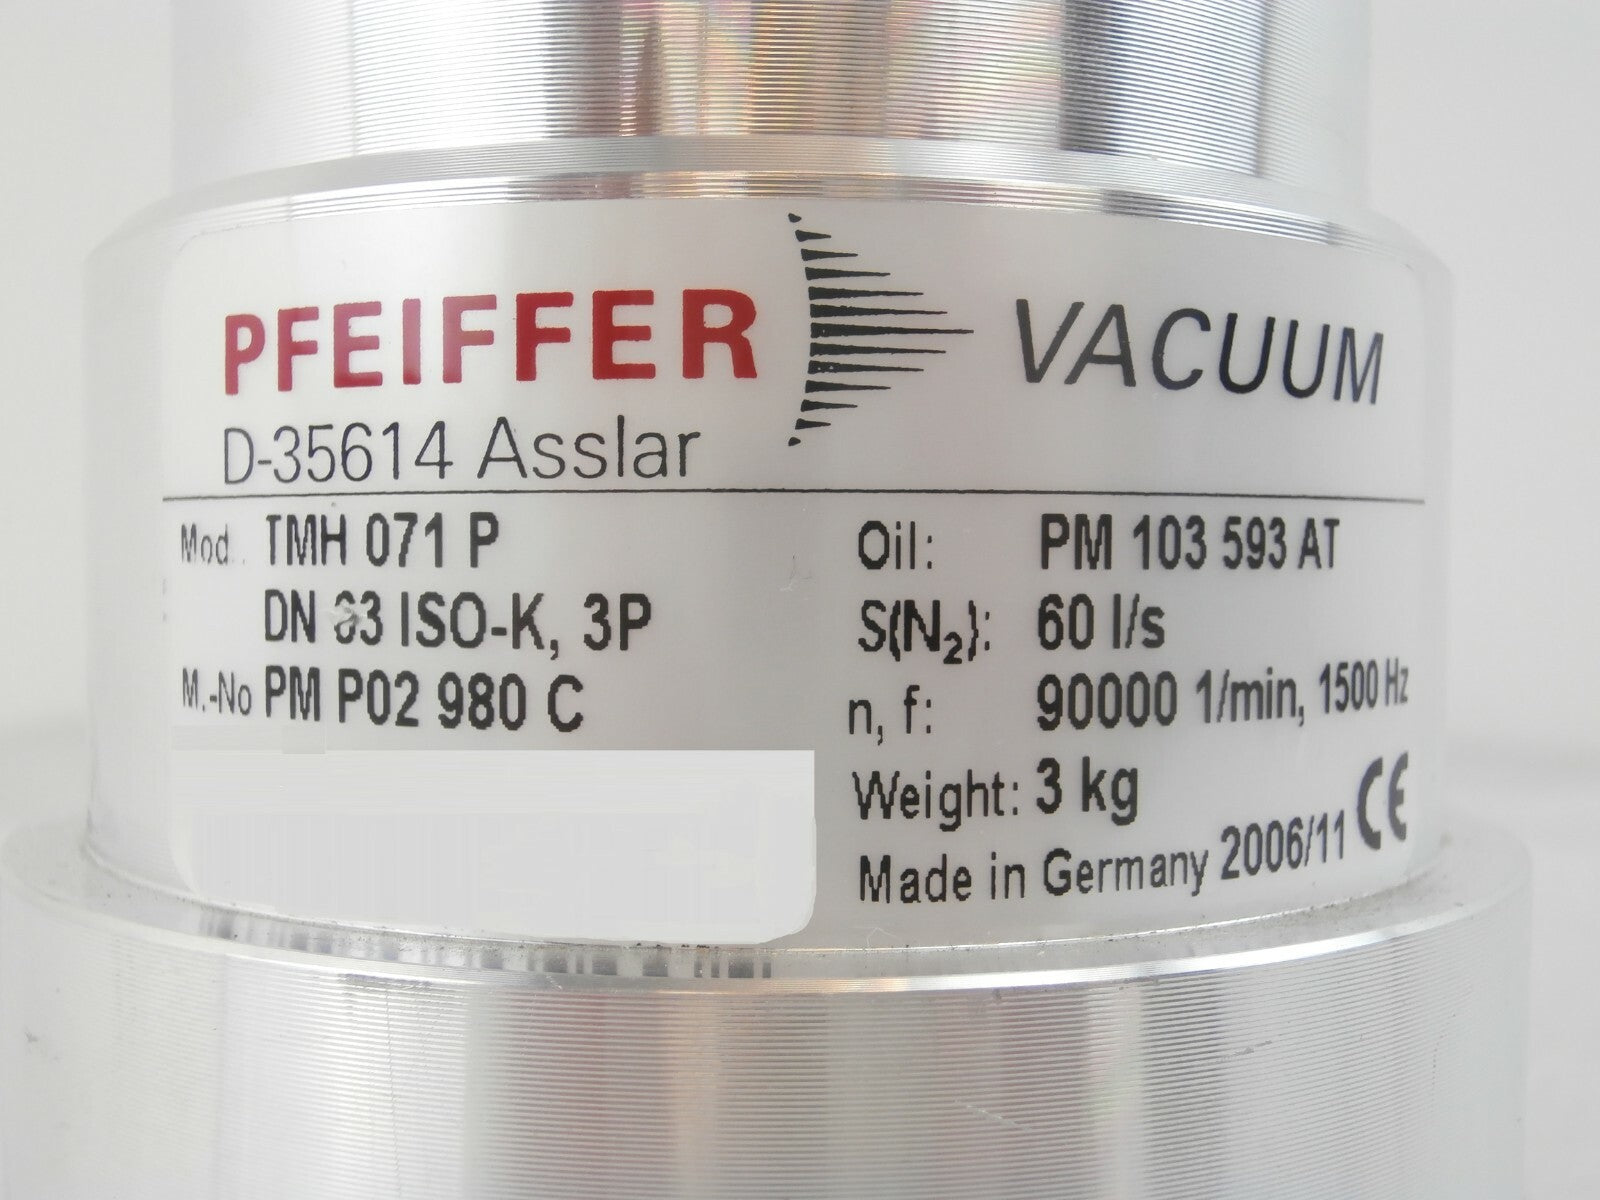 PFEIFFER VACUUM
D-35614 Asslar
Mod. TMH 071 P
DN 63 ISO-K, 3P
M.-No PM P02 980 C
Oil: PM 103 593 AT
S(N₂): 60 l/s
n, f: 90000 1/min, 1500 Hz
Weight: 3 kg
Made in Germany 2006/11 CE